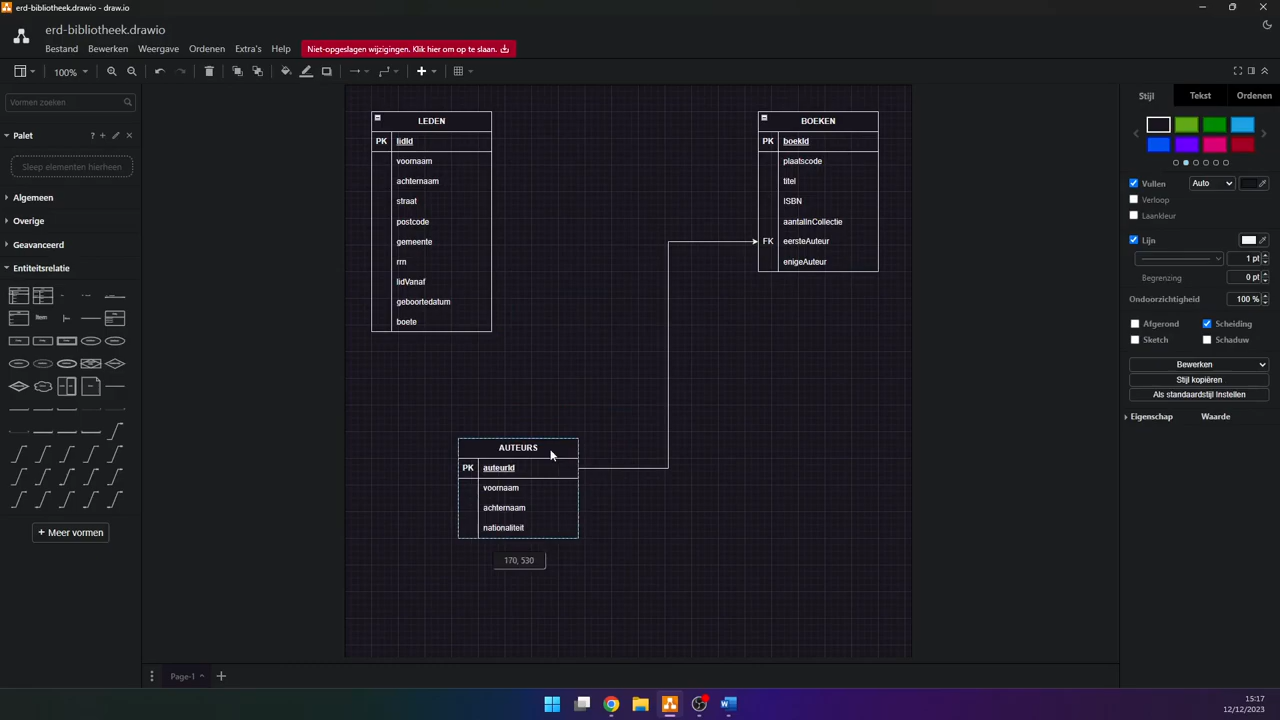 erd-bibliotheek.drawio - draw.io
erd-bibliotheek.drawio
Bestand Bewerken Weergave Ordenen Extra's Help
Niet-opgeslagen wijzigingen. Klik hier om op te slaan.
100%
Vormen zoeken
Palet
Sleep elementen hierheen
Algemeen
Overige
Geavanceerd
Entiteitsrelatie
+ Meer vormen
LEDEN
PK lidId
voornaam
achternaam
straat
postcode
gemeente
rrn
lidVanaf
geboortedatum
boete
BOEKEN
PK boekId
plaatscode
titel
ISBN
aantalInCollectie
FK eersteAuteur
enigeAuteur
AUTEURS
PK auteurId
voornaam
achternaam
nationaliteit
170, 530
Stijl Tekst Ordenen
Vullen Auto
Verloop
Laankleur
Lijn
1 pt
Begrenzing 0 pt
Ondoorzichtigheid 100 %
Afgerond Scheiding
Sketch Schaduw
Bewerken
Stijl kopiëren
Als standaardstijl Instellen
Eigenschap Waarde
Page-1
15:17
12/12/2023